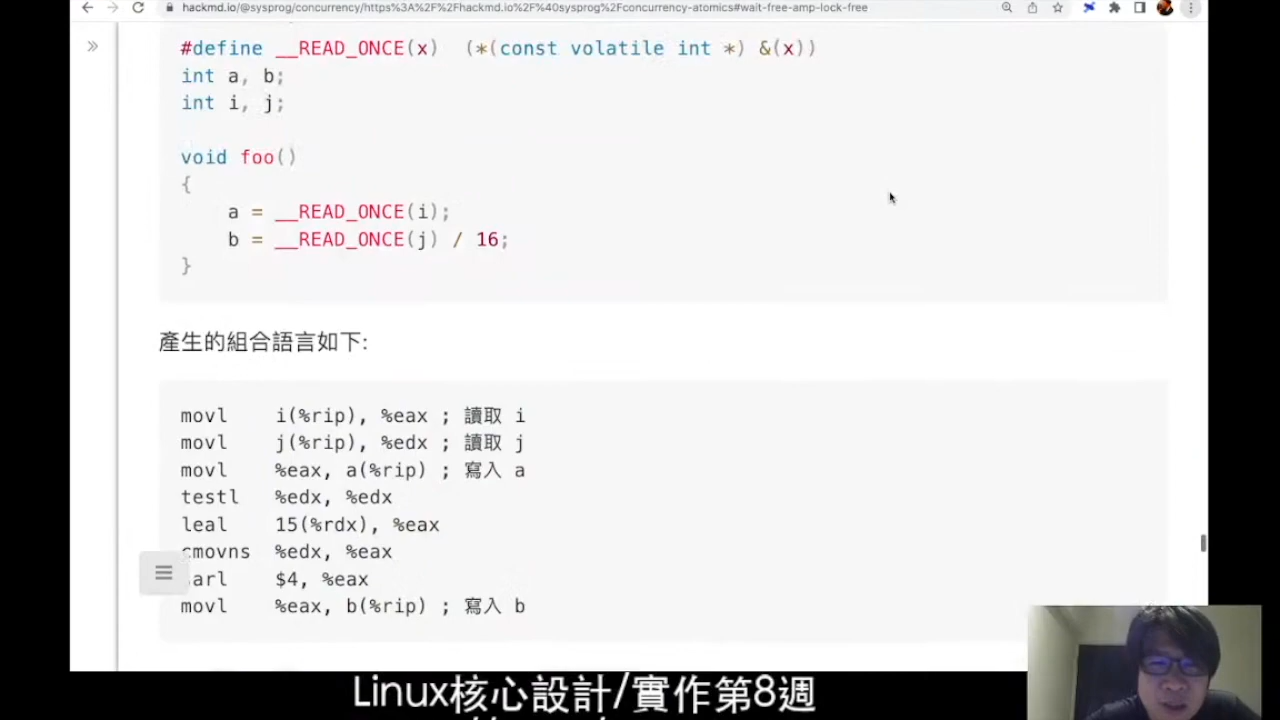 hackmd.io/@sysprog/concurrency/https%3A%2F%2Fhackmd.io%2F%40sysprog%2Fconcurrency-atomics#wait-free-amp-lock-free
#define __READ_ONCE(x) (*(const volatile int *) &(x))
int a, b;
int i, j;
void foo()
{
a = __READ_ONCE(i);
b = __READ_ONCE(j) / 16;
}
產生的組合語言如下:
movl i(%rip), %eax ; 讀取 i
movl j(%rip), %edx ; 讀取 j
movl %eax, a(%rip) ; 寫入 a
testl %edx, %edx
leal 15(%rdx), %eax
cmovns %edx, %eax
arl $4, %eax
movl %eax, b(%rip) ; 寫入 b
Linux核心設計/實作第8週